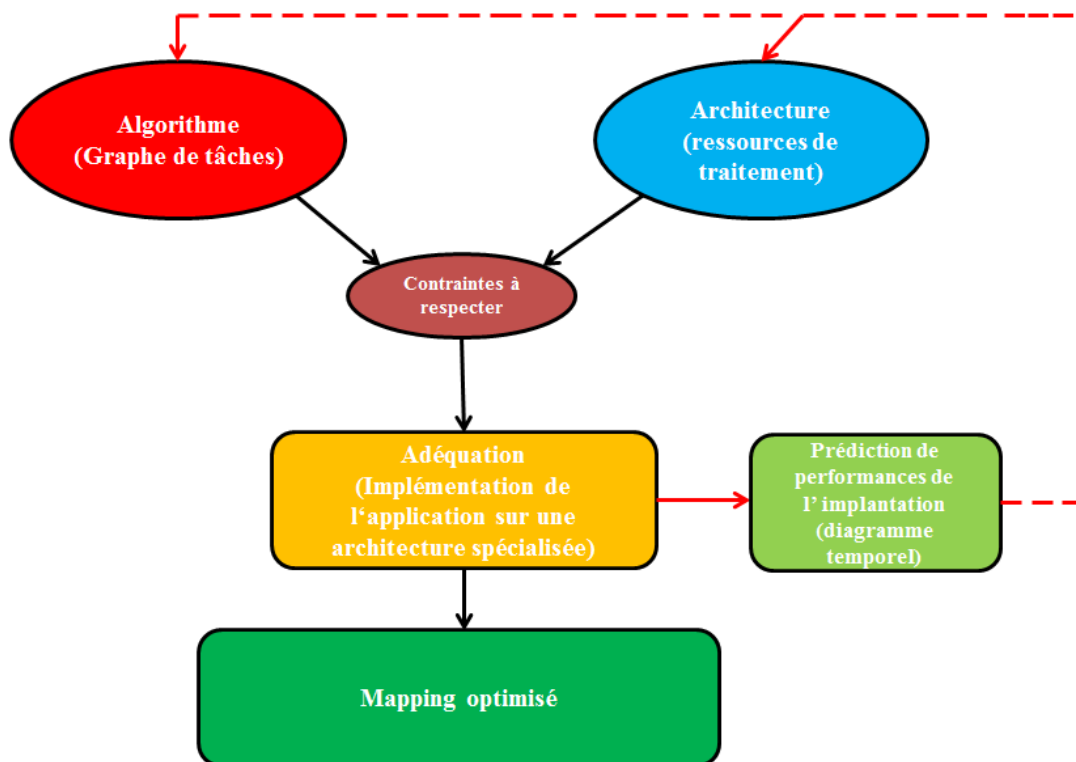 Algorithme
(Graphe de tâches)
Architecture
(ressources de
traitement)
Contraintes à
respecter
Adéquation
(Implémentation de
l‘application sur une
architecture spécialisée)
Prédiction de
performances de
l’ implantation
(diagramme
temporel)
Mapping optimisé